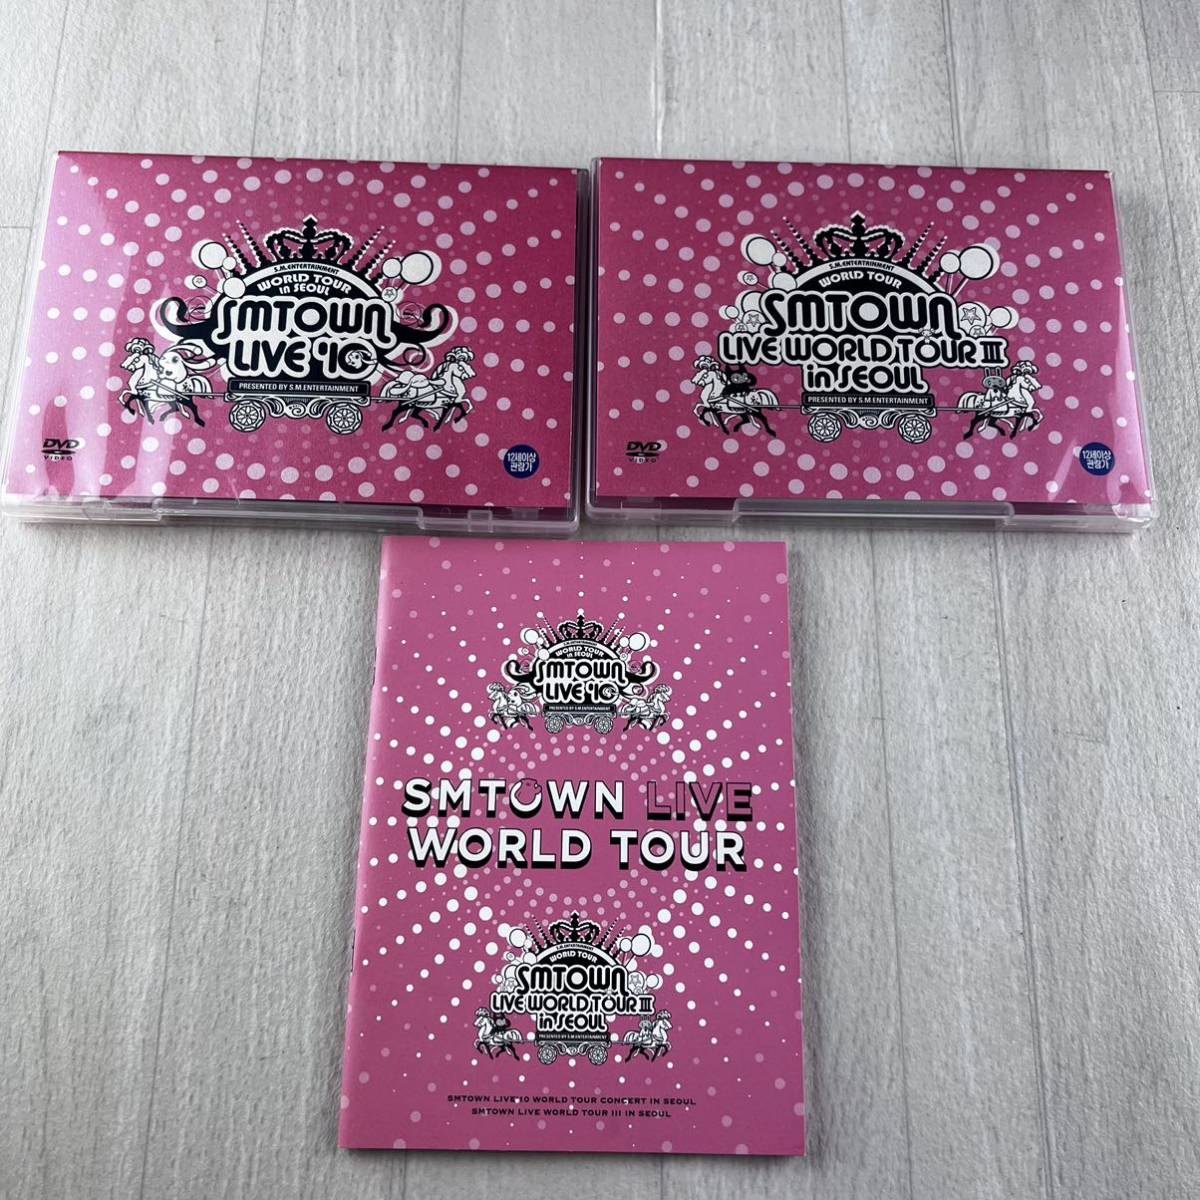 S.M.ENTERTAINMENT
WORLD TOUR
in SEOUL
SMTOWN
LIVE '10
PRESENTED BY S.M.ENTERTAINMENT
DVD
VIDEO
12세이상
관람가
S.M.ENTERTAINMENT
WORLD TOUR
SMTOWN
LIVE WORLD TOUR III
in SEOUL
PRESENTED BY S.M.ENTERTAINMENT
DVD
VIDEO
12세이상
관람가
S.M.ENTERTAINMENT
WORLD TOUR
in SEOUL
SMTOWN
LIVE '10
PRESENTED BY S.M.ENTERTAINMENT
SMTOWN LIVE
WORLD TOUR
S.M.ENTERTAINMENT
WORLD TOUR
SMTOWN
LIVE WORLD TOUR III
in SEOUL
PRESENTED BY S.M.ENTERTAINMENT
SMTOWN LIVE'10 WORLD TOUR CONCERT IN SEOUL
SMTOWN LIVE WORLD TOUR III IN SEOUL